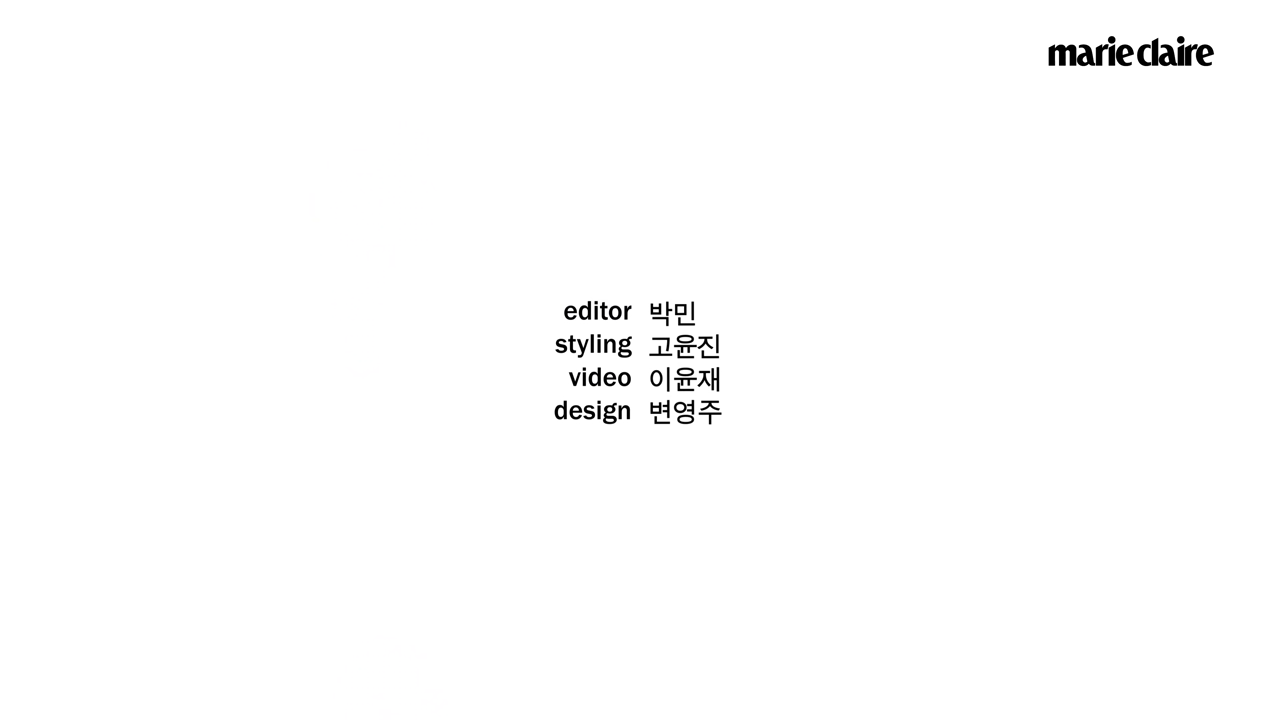 marie claire
editor 박민
styling 고윤진
video 이윤재
design 변영주